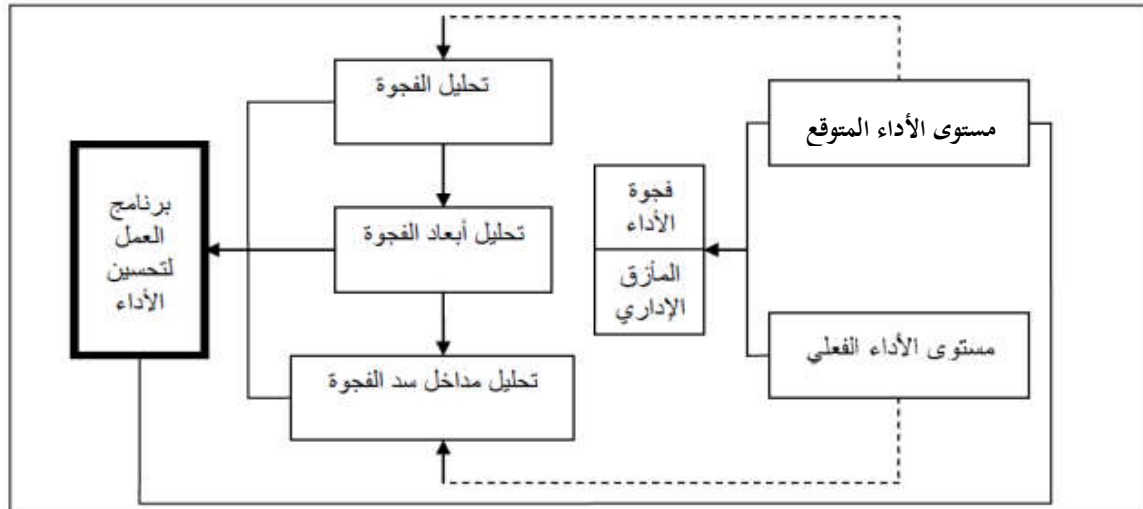 مستوى الأداء المتوقع
فجوة
الأداء
المأزق
الإداري
مستوى الأداء الفعلي
تحليل الفجوة
تحليل أبعاد الفجوة
تحليل مداخل سد الفجوة
برنامج
العمل
لتحسين
الأداء